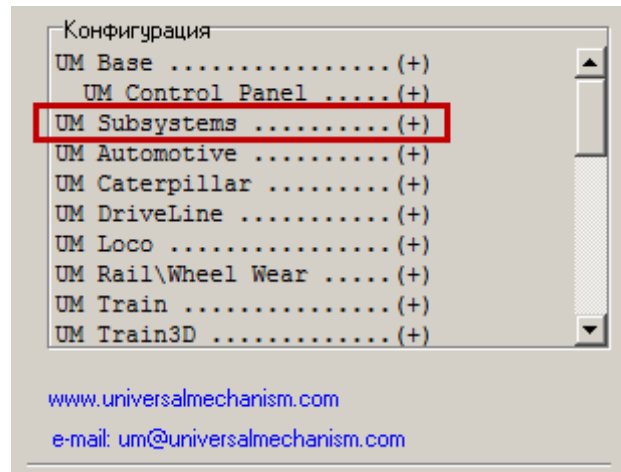 Конфигурация
UM Base ................(+)
UM Control Panel .....(+)
UM Subsystems ..........(+)
UM Automotive ..........(+)
UM Caterpillar .........(+)
UM DriveLine ...........(+)
UM Loco ................(+)
UM Rail\Wheel Wear .....(+)
UM Train ...............(+)
UM Train3D .............(+)
www.universalmechanism.com
e-mail: um@universalmechanism.com